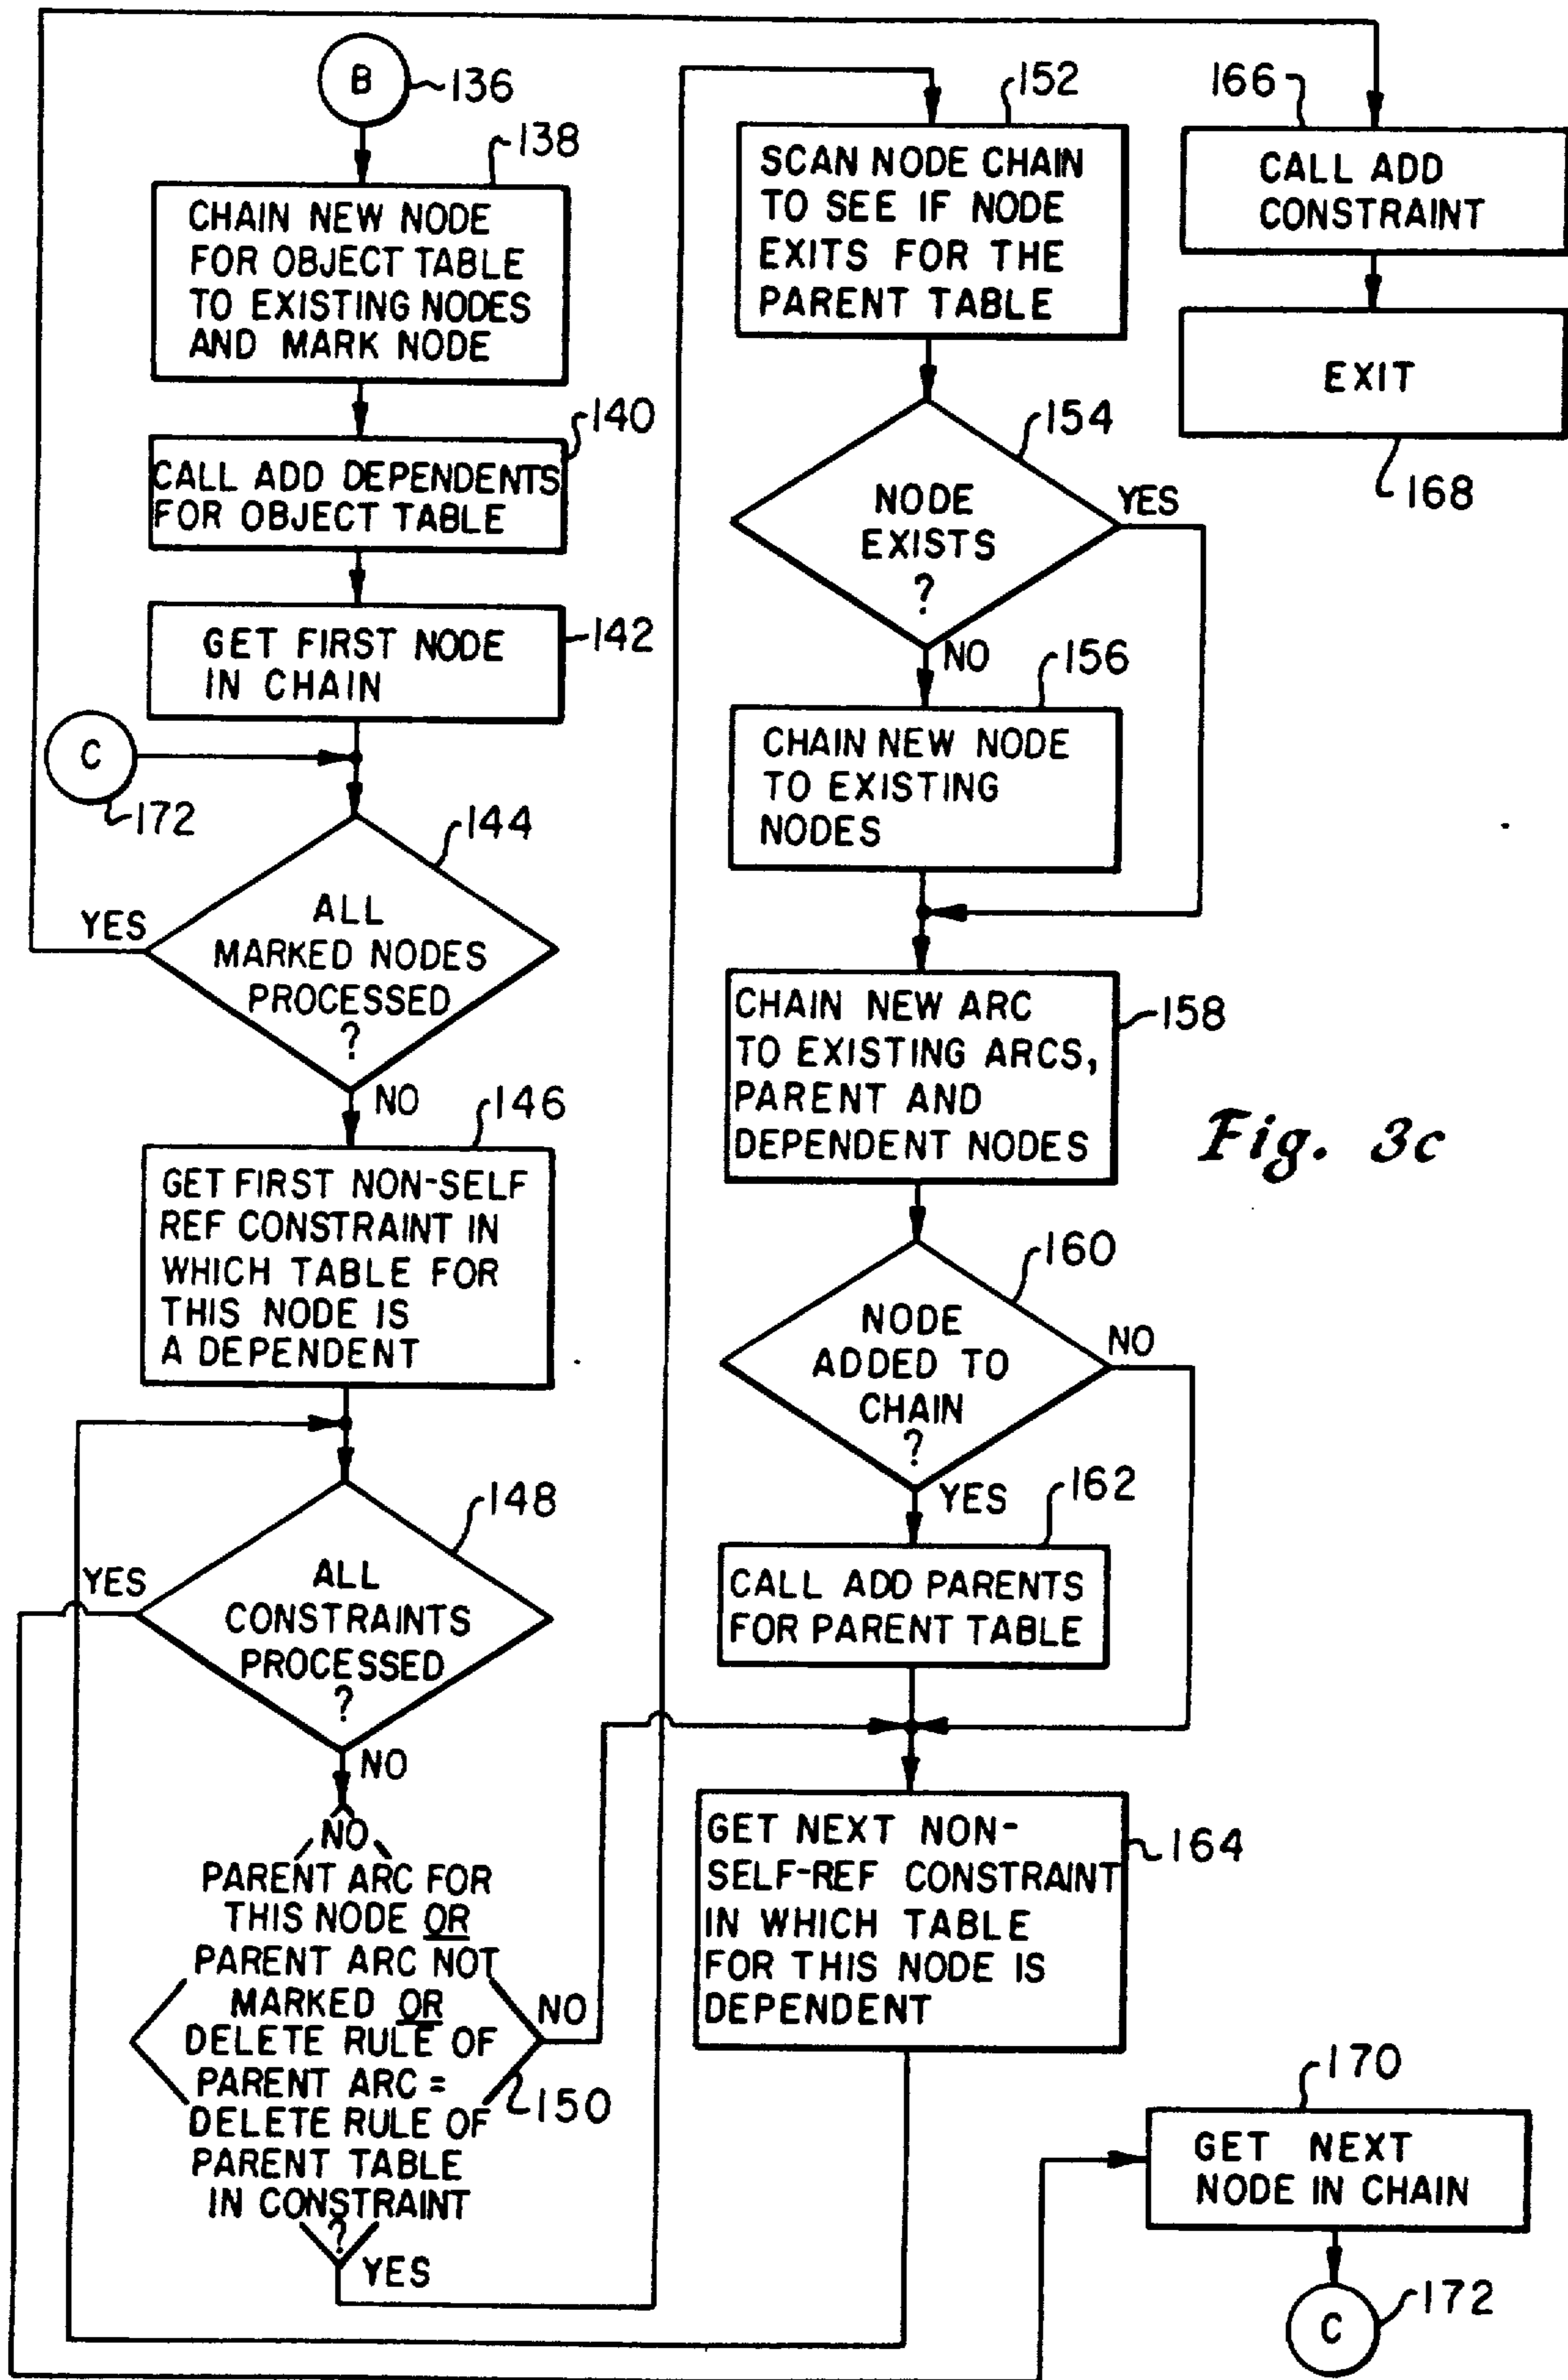 B
136
138
CHAIN NEW NODE
FOR OBJECT TABLE
TO EXISTING NODES
AND MARK NODE
140
CALL ADD DEPENDENTS
FOR OBJECT TABLE
142
GET FIRST NODE
IN CHAIN
C
172
144
ALL
MARKED NODES
PROCESSED
?
YES
NO
146
GET FIRST NON-SELF
REF CONSTRAINT IN
WHICH TABLE FOR
THIS NODE IS
A DEPENDENT
148
YES
ALL
CONSTRAINTS
PROCESSED
?
NO
NO
PARENT ARC FOR
THIS NODE OR
PARENT ARC NOT
MARKED OR
DELETE RULE OF
PARENT ARC =
DELETE RULE OF
PARENT TABLE
IN CONSTRAINT
?
NO
150
YES
152
SCAN NODE CHAIN
TO SEE IF NODE
EXITS FOR THE
PARENT TABLE
154
NODE
EXISTS
?
YES
NO
156
CHAIN NEW NODE
TO EXISTING
NODES
158
CHAIN NEW ARC
TO EXISTING ARCS,
PARENT AND
DEPENDENT NODES
160
NODE
ADDED TO
CHAIN
?
NO
YES
162
CALL ADD PARENTS
FOR PARENT TABLE
164
GET NEXT NON-
SELF-REF CONSTRAINT
IN WHICH TABLE
FOR THIS NODE IS
DEPENDENT
166
CALL ADD
CONSTRAINT
EXIT
168
Fig. 3c
170
GET NEXT
NODE IN CHAIN
C
172